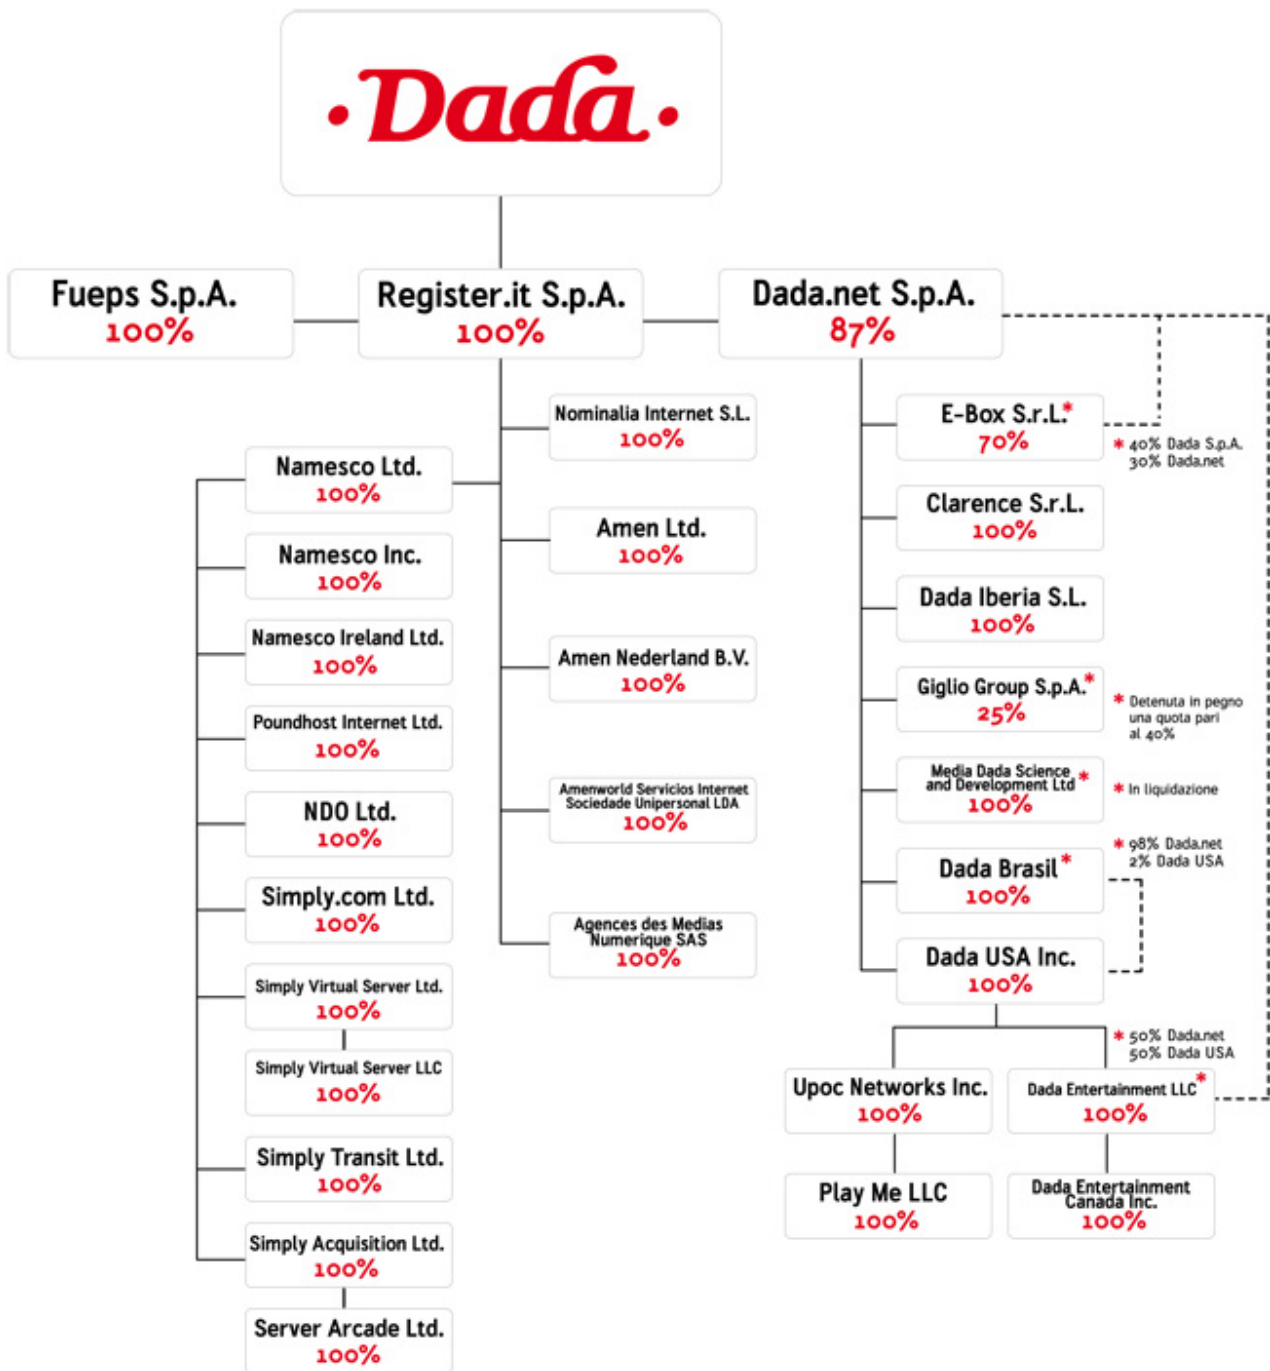 Dada
Fueps S.p.A.
100%
Register.it S.p.A.
100%
Dada.net S.p.A.
87%
Namesco Ltd.
100%
Namesco Inc.
100%
Namesco Ireland Ltd.
100%
Poundhost Internet Ltd.
100%
NDO Ltd.
100%
Simply.com Ltd.
100%
Simply Virtual Server Ltd.
100%
Simply Virtual Server LLC
100%
Simply Transit Ltd.
100%
Simply Acquisition Ltd.
100%
Server Arcade Ltd.
100%
Nominalia Internet S.L.
100%
Amen Ltd.
100%
Amen Nederland B.V.
100%
Amenworld Servicios Internet
Sociedade Unipersonal LDA
100%
Agences des Medias
Numerique SAS
100%
E-Box S.r.L.*
70%
* 40% Dada S.p.A.
30% Dada.net
Clarence S.r.L.
100%
Dada Iberia S.L.
100%
Giglio Group S.p.A.*
25%
* Detenuta in pegno
una quota pari
al 40%
Media Dada Science
and Development Ltd *
100%
* In liquidazione
Dada Brasil*
100%
* 98% Dada.net
2% Dada USA
Dada USA Inc.
100%
Upoc Networks Inc.
100%
Dada Entertainment LLC*
100%
* 50% Dada.net
50% Dada USA
Play Me LLC
100%
Dada Entertainment
Canada Inc.
100%